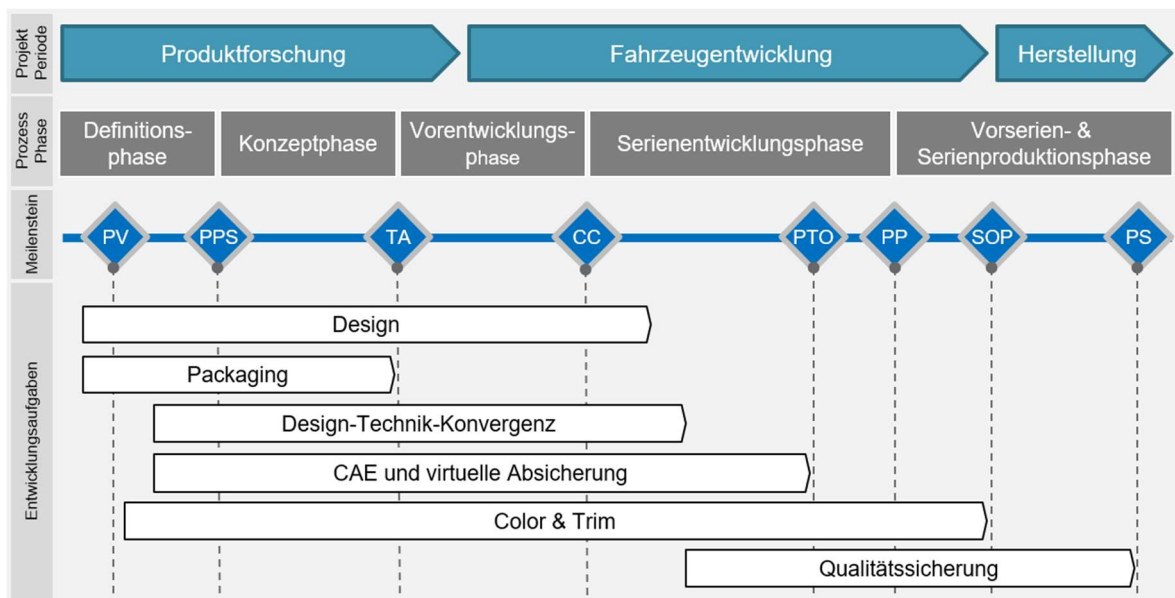 Projekt
Periode
Produktforschung
Fahrzeugentwicklung
Herstellung
Prozess
Phase
Definitions-
phase
Konzeptphase
Vorentwicklungs-
phase
Serienentwicklungsphase
Vorserien- &
Serienproduktionsphase
Meilenstein
PV
PPS
TA
CC
PTO
PP
SOP
PS
Entwicklungsaufgaben
Design
Packaging
Design-Technik-Konvergenz
CAE und virtuelle Absicherung
Color & Trim
Qualitätssicherung